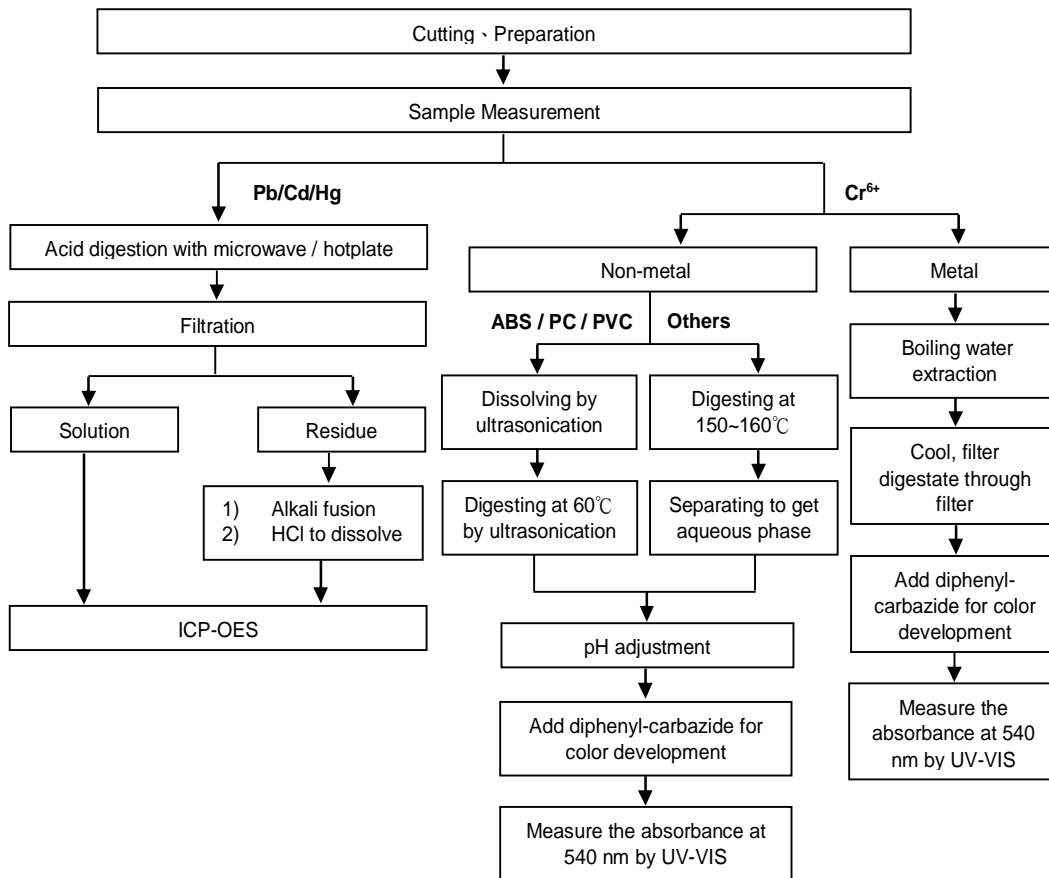 Cutting、Preparation
Sample Measurement
Pb/Cd/Hg
Cr⁶⁺
Acid digestion with microwave / hotplate
Filtration
Solution
Residue
1) Alkali fusion
2) HCl to dissolve
ICP-OES
Non-metal
ABS / PC / PVC
Others
Dissolving by
ultrasonication
Digesting at 60℃
by ultrasonication
Digesting at
150~160℃
Separating to get
aqueous phase
pH adjustment
Add diphenyl-carbazide for
color development
Measure the absorbance at
540 nm by UV-VIS
Metal
Boiling water
extraction
Cool, filter
digestate through
filter
Add diphenyl-
carbazide for color
development
Measure the
absorbance at 540
nm by UV-VIS